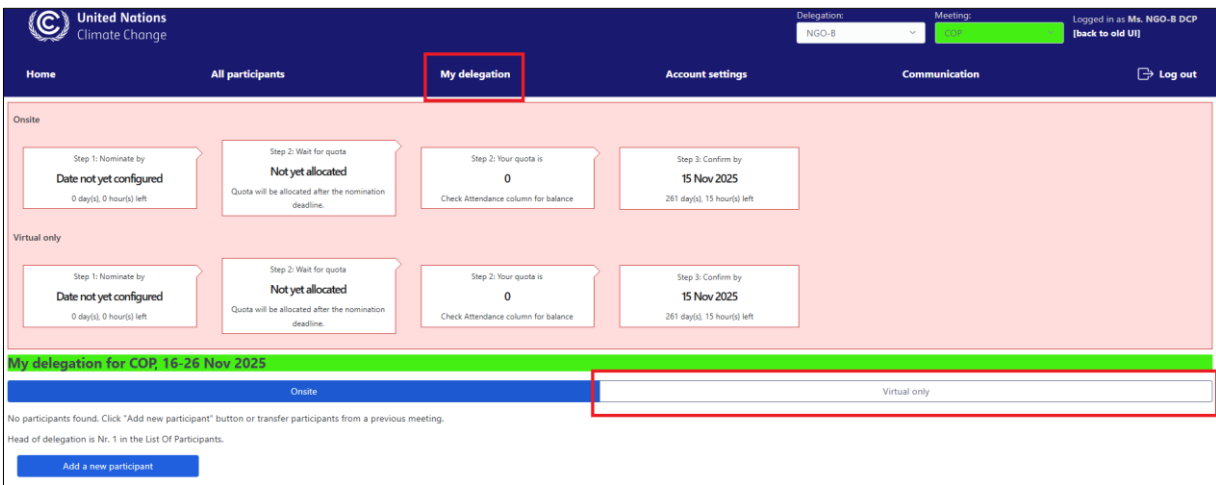 United Nations
Climate Change
Delegation:
NGO-B
Meeting:
COP
Logged in as Ms. NGO-B DCP
[back to old UI]
Home
All participants
My delegation
Account settings
Communication
Log out
Onsite
Step 1: Nominate by
Date not yet configured
0 day(s), 0 hour(s) left
Step 2: Wait for quota
Not yet allocated
Quota will be allocated after the nomination
deadline.
Step 2: Your quota is
0
Check Attendance column for balance
Step 3: Confirm by
15 Nov 2025
261 day(s), 15 hour(s) left
Virtual only
Step 1: Nominate by
Date not yet configured
0 day(s), 0 hour(s) left
Step 2: Wait for quota
Not yet allocated
Quota will be allocated after the nomination
deadline.
Step 2: Your quota is
0
Check Attendance column for balance
Step 3: Confirm by
15 Nov 2025
261 day(s), 15 hour(s) left
My delegation for COP, 16-26 Nov 2025
Onsite
Virtual only
No participants found. Click "Add new participant" button or transfer participants from a previous meeting.
Head of delegation is Nr. 1 in the List Of Participants.
Add a new participant